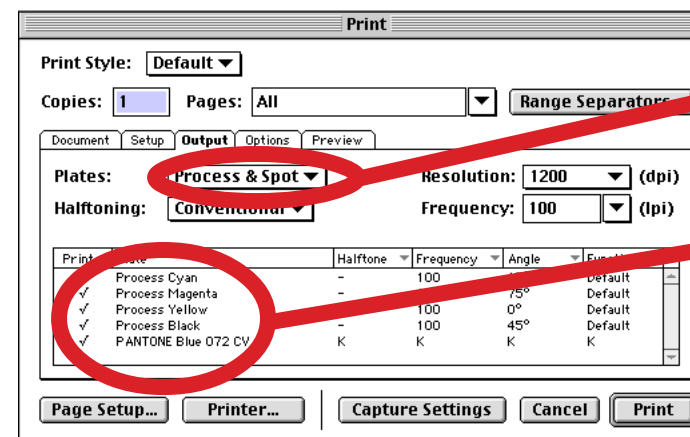 Print
Print Style: Default
Copies: 1 Pages: All Range Separators...
Document Setup Output Options Preview
Plates: Process & Spot Resolution: 1200 (dpi)
Halftoning: Conventional Frequency: 100 (lpi)
Print Halftone Frequency Angle
Process Cyan – 100 Default
√ Process Magenta – 75° Default
√ Process Yellow 100 0° Default
√ Process Black – 100 45° Default
√ PANTONE Blue 072 CV K K K K
Page Setup... Printer... Capture Settings Cancel Print